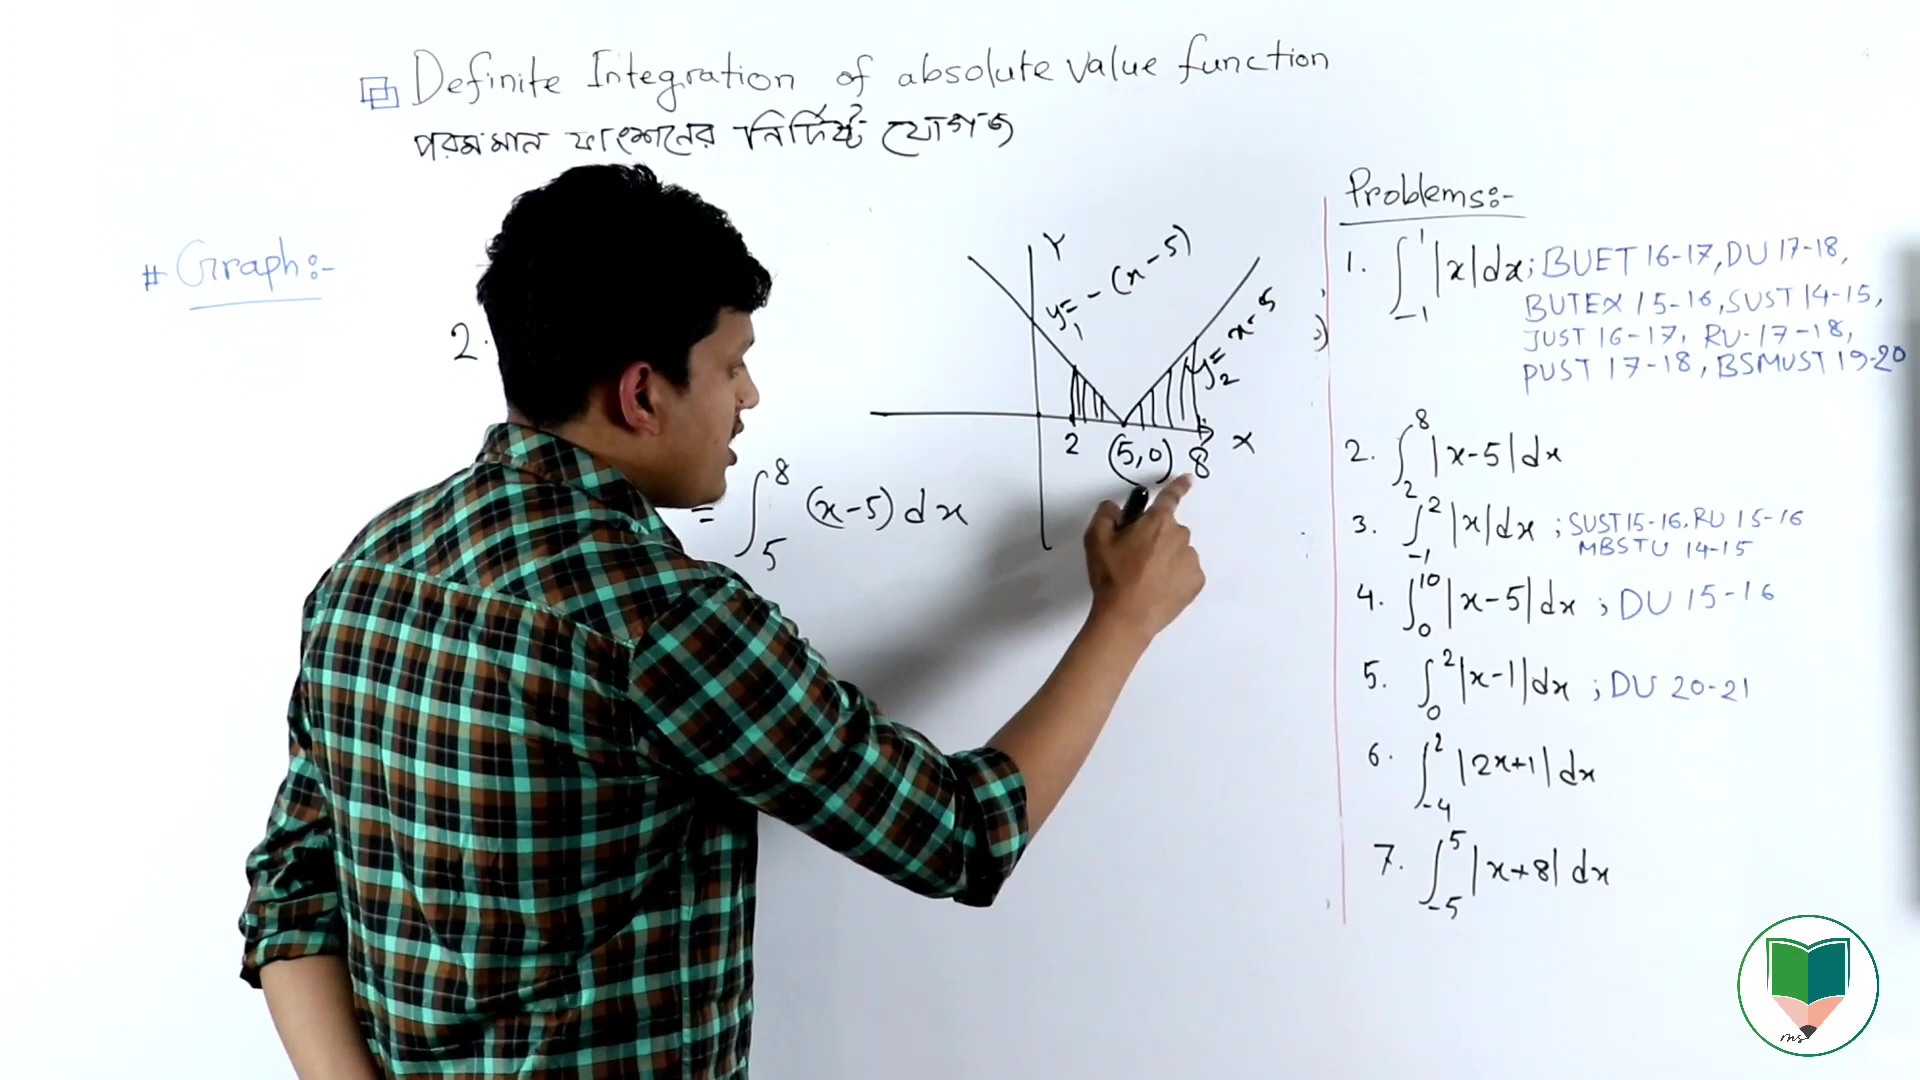 Definite Integration of absolute value function
পরমমান ফাংশনের নির্দিষ্ট যোগজ
# Graph:-
2.
= ∫₅⁸ (x-5) dx
Y
y₁ = -(x-5)
y₂ = x-5
2 (5,0) 8 X
Problems:-
1. ∫₋₁¹ |x|dx; BUET 16-17, DU 17-18,
BUTEX 15-16, SUST 14-15,
JUST 16-17, RU-17-18,
PUST 17-18, BSMUST 19-20
2. ∫₂⁸ |x-5|dx
3. ∫₋₁² |x|dx ; SUST 15-16. RU 15-16
MBSTU 14-15
4. ∫₀¹⁰ |x-5|dx ; DU 15-16
5. ∫₀² |x-1|dx ; DU 20-21
6. ∫₋₄² |2x+1|dx
7. ∫₋₅⁵ |x+8| dx
ms